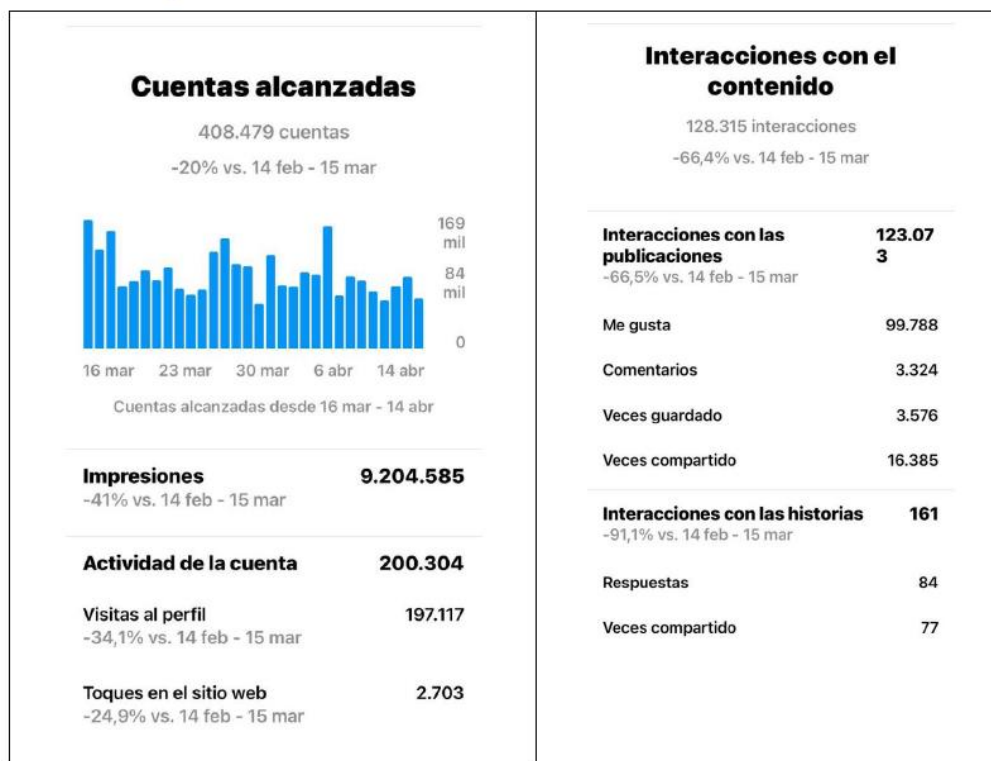 Cuentas alcanzadas
408.479 cuentas
-20% vs. 14 feb - 15 mar
169
mil
84
mil
0
16 mar 23 mar 30 mar 6 abr 14 abr
Cuentas alcanzadas desde 16 mar - 14 abr
Impresiones 9.204.585
-41% vs. 14 feb - 15 mar
Actividad de la cuenta 200.304
Visitas al perfil 197.117
-34,1% vs. 14 feb - 15 mar
Toques en el sitio web 2.703
-24,9% vs. 14 feb - 15 mar
Interacciones con el
contenido
128.315 interacciones
-66,4% vs. 14 feb - 15 mar
Interacciones con las 123.07
publicaciones 3
-66,5% vs. 14 feb - 15 mar
Me gusta 99.788
Comentarios 3.324
Veces guardado 3.576
Veces compartido 16.385
Interacciones con las historias 161
-91,1% vs. 14 feb - 15 mar
Respuestas 84
Veces compartido 77